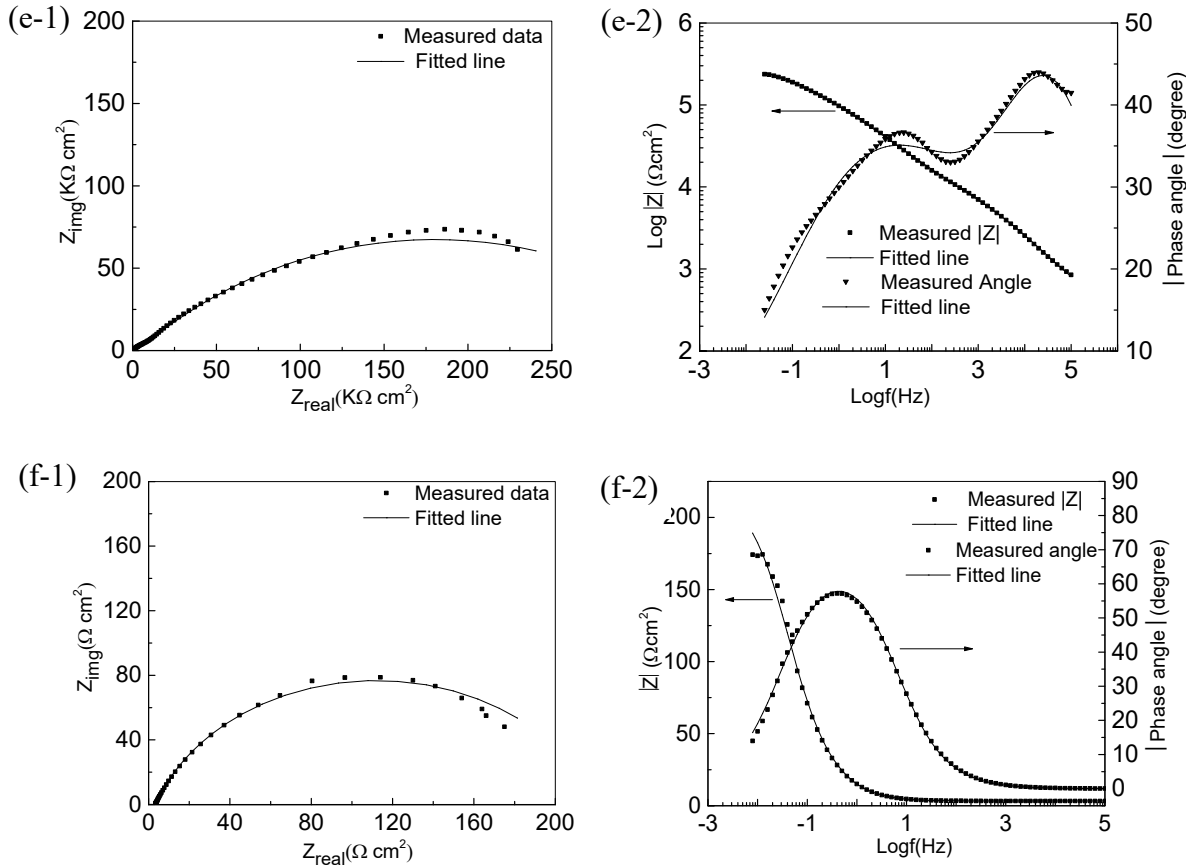 (e-1)
200
150
100
50
0
Z_img(KΩ cm²)
Measured data
Fitted line
0 50 100 150 200 250
Z_real(KΩ cm²)
(e-2)
6
5
4
3
2
Log |Z| (Ωcm²)
Measured |Z|
Fitted line
Measured Angle
Fitted line
50
40
30
20
10
|Phase angle| (degree)
-3 -1 1 3 5
Logf(Hz)
(f-1)
200
160
120
80
40
0
Z_img(Ω cm²)
Measured data
Fitted line
0 40 80 120 160 200
Z_real(Ω cm²)
(f-2)
200
150
100
50
0
|Z| (Ωcm²)
Measured |Z|
Fitted line
Measured angle
Fitted line
90
80
70
60
50
40
30
20
10
0
|Phase angle| (degree)
-3 -1 1 3 5
Logf(Hz)